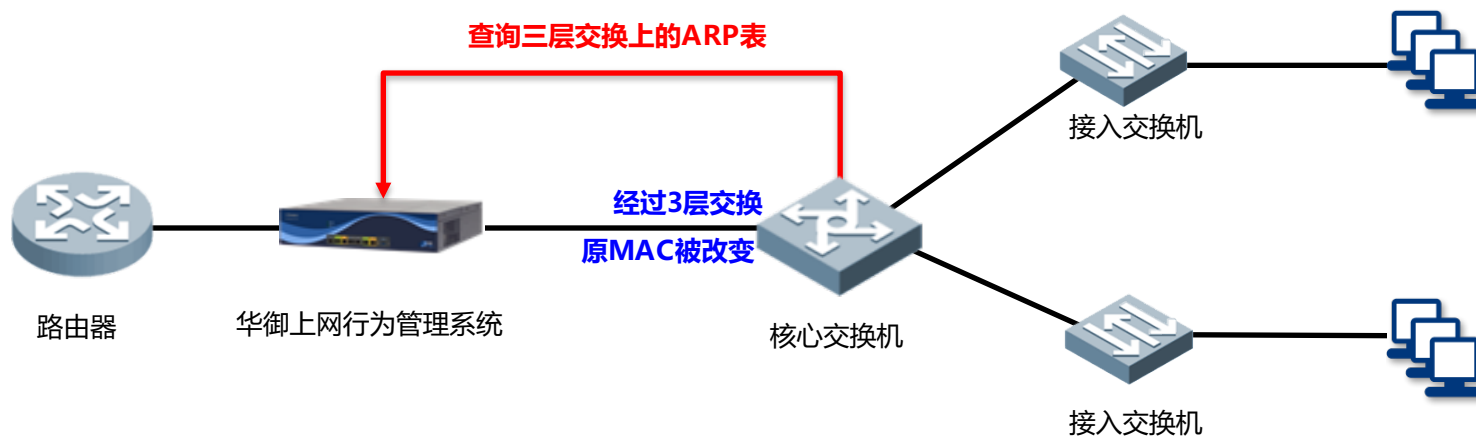 查询三层交换上的ARP表
接入交换机
经过3层交换
原MAC被改变
路由器
华御上网行为管理系统
核心交换机
接入交换机